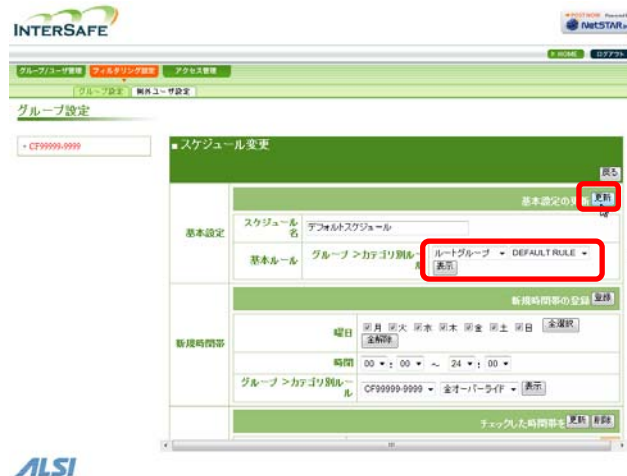 INTERSAFE
NetSTAR
HOME ログアウト
グループ/ユーザ管理 フィルタリング設定 アクセス管理
グループ設定 例外ユーザ設定
グループ設定
CF99999-9999
■スケジュール変更
戻る
基本設定の更新 更新
基本設定
スケジュール名 デフォルトスケジュール
基本ルール
グループ >カテゴリ別ルール ルートグループ DEFAULT RULE 表示
新規時間帯の登録 登録
新規時間帯
曜日 月 火 水 木 金 土 日 全選択
全解除
時間 00 : 00 ～ 24 : 00
グループ >カテゴリ別ルール CF99999-9999 全オーバーライド 表示
チェックした時間帯を 更新 削除
ALSI